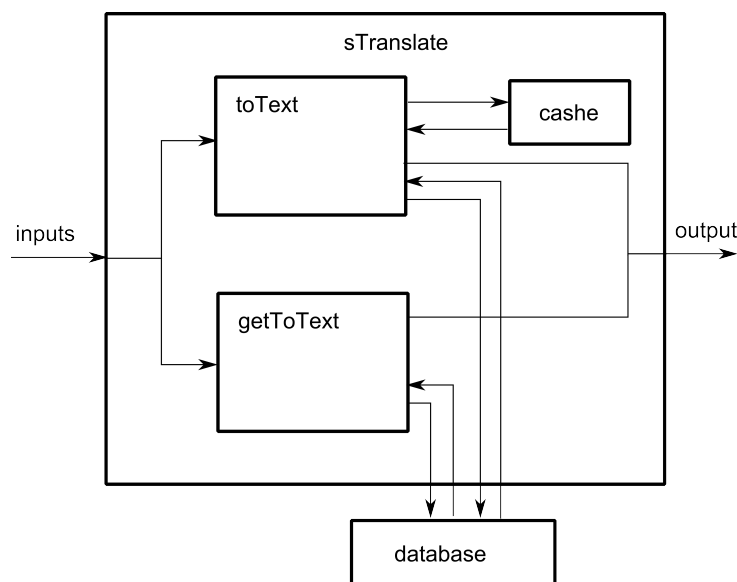 sTranslate
toText
cashe
inputs
output
getToText
database